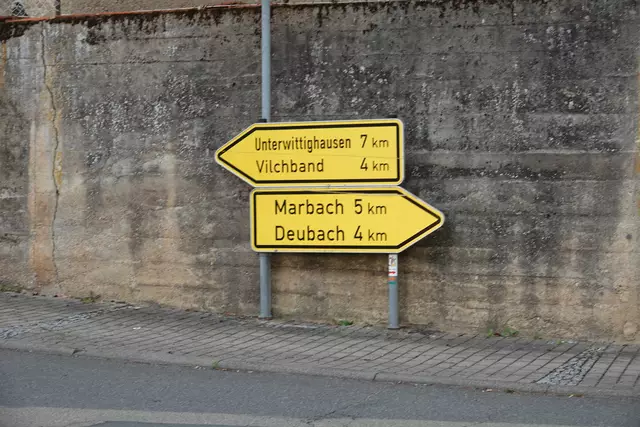 Unterwittighausen 7 km
Vilchband 4 km
Marbach 5 km
Deubach 4 km